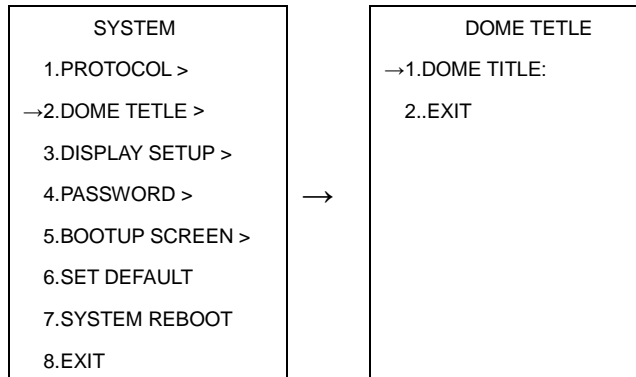 SYSTEM
1.PROTOCOL >
→2.DOME TETLE >
3.DISPLAY SETUP >
4.PASSWORD >
5.BOOTUP SCREEN >
6.SET DEFAULT
7.SYSTEM REBOOT
8.EXIT
→
DOME TETLE
→1.DOME TITLE:
2..EXIT